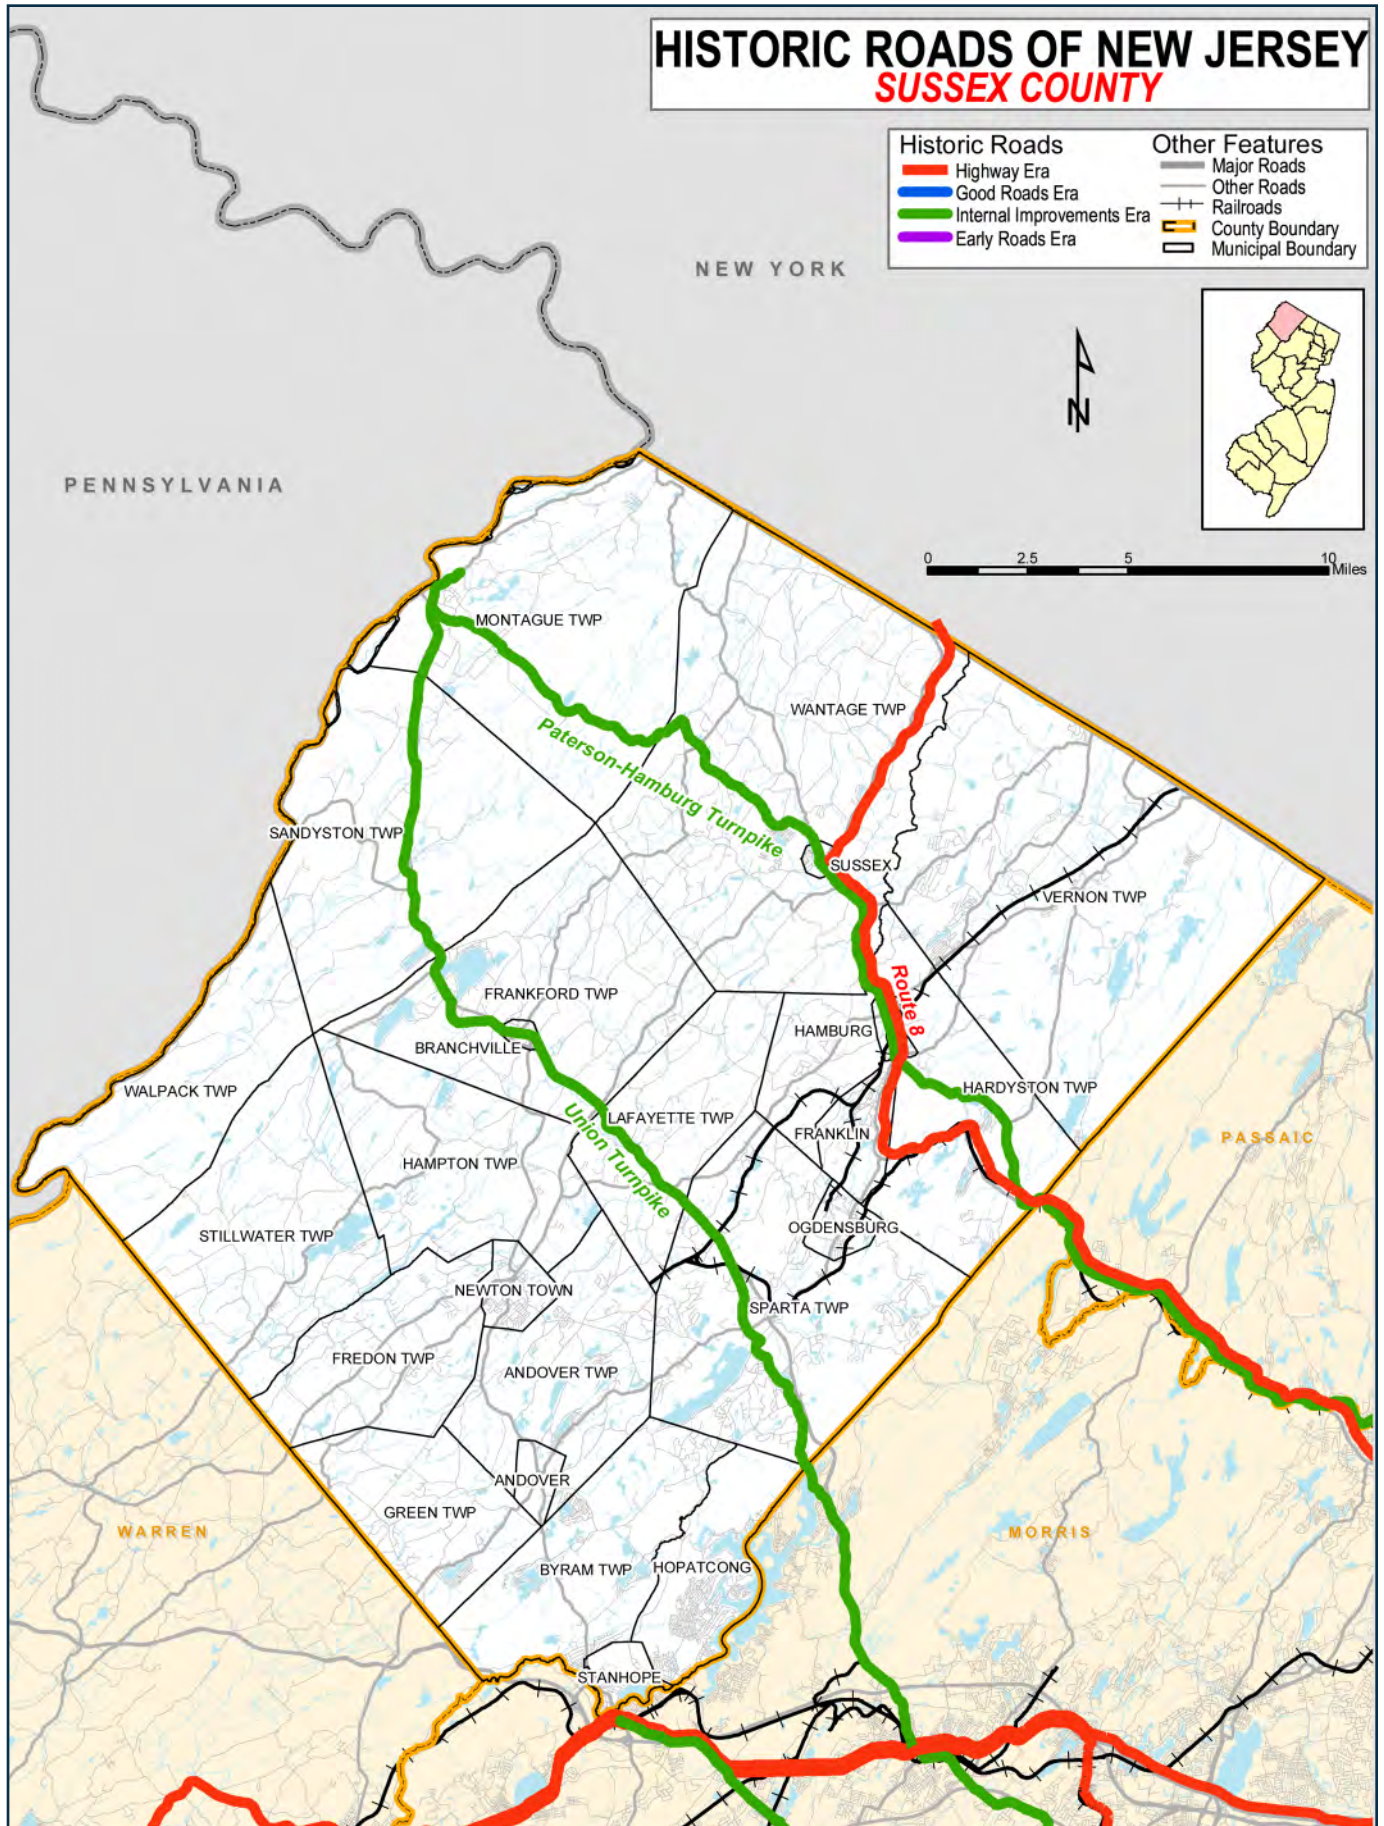 HISTORIC ROADS OF NEW JERSEY
SUSSEX COUNTY
Historic Roads
Highway Era
Good Roads Era
Internal Improvements Era
Early Roads Era
Other Features
Major Roads
Other Roads
Railroads
County Boundary
Municipal Boundary
NEW YORK
N
PENNSYLVANIA
0 2.5 5 10
Miles
MONTAGUE TWP
WANTAGE TWP
Paterson-Hamburg Turnpike
SANDYSTON TWP
SUSSEX
VERNON TWP
Route 8
FRANKFORD TWP
HAMBURG
BRANCHVILLE
WALPACK TWP
HARDYSTON TWP
LAFAYETTE TWP
FRANKLIN
PASSAIC
Union Turnpike
HAMPTON TWP
STILLWATER TWP
OGDENSBURG
NEWTON TOWN
SPARTA TWP
FREDON TWP
ANDOVER TWP
ANDOVER
GREEN TWP
WARREN
MORRIS
BYRAM TWP
HOPATCONG
STANHOPE